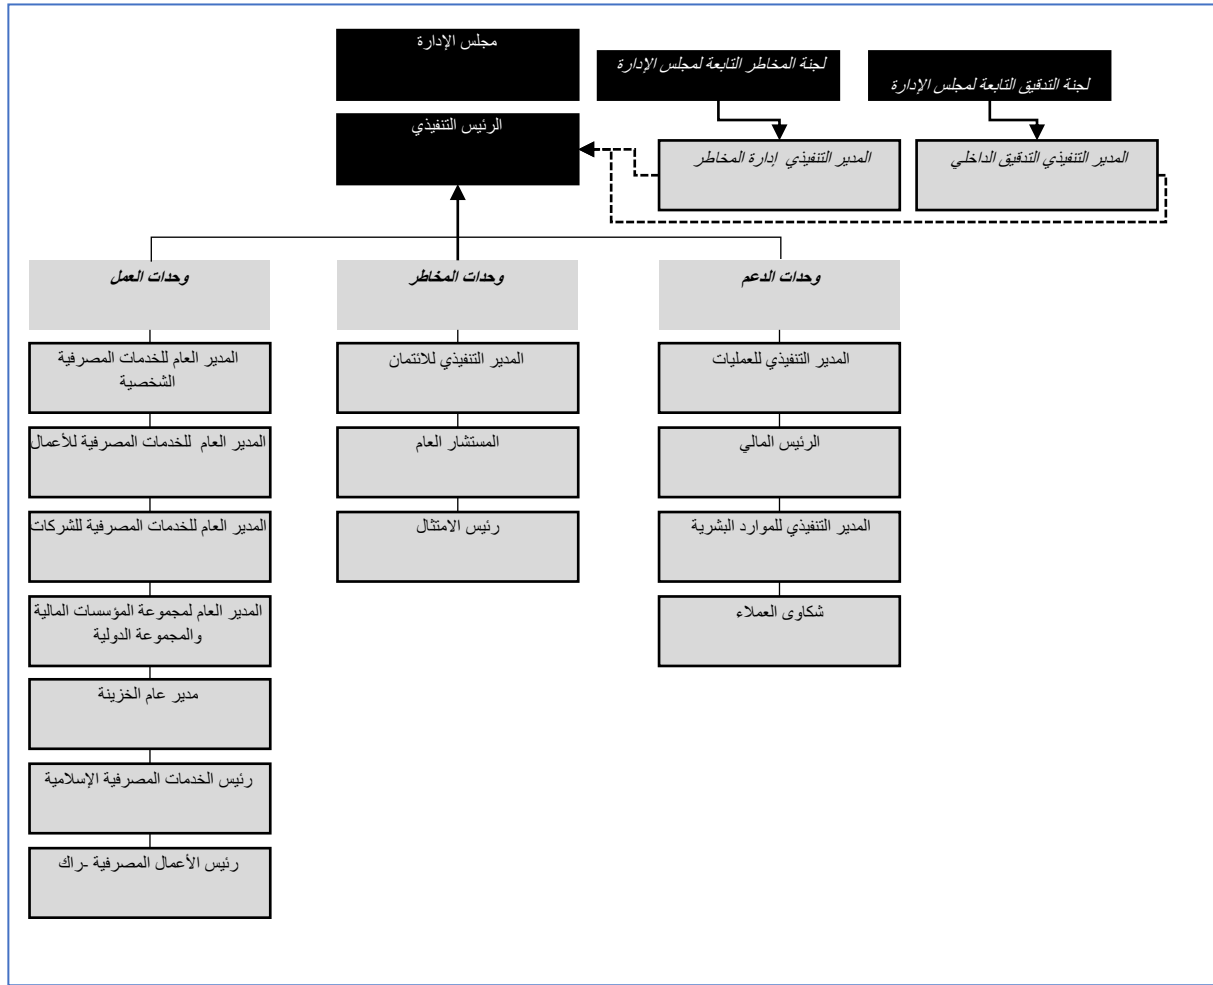 مجلس الإدارة
لجنة المخاطر التابعة لمجلس الإدارة
لجنة التدقيق التابعة لمجلس الإدارة
الرئيس التنفيذي
المدير التنفيذي إدارة المخاطر
المدير التنفيذي التدقيق الداخلي
وحدات العمل
المدير العام للخدمات المصرفية
الشخصية
المدير العام للخدمات المصرفية للأعمال
المدير العام للخدمات المصرفية للشركات
المدير العام لمجموعة المؤسسات المالية
والمجموعة الدولية
مدير عام الخزينة
رئيس الخدمات المصرفية الإسلامية
رئيس الأعمال المصرفية -راك
وحدات المخاطر
المدير التنفيذي للائتمان
المستشار العام
رئيس الامتثال
وحدات الدعم
المدير التنفيذي للعمليات
الرئيس المالي
المدير التنفيذي للموارد البشرية
شكاوى العملاء